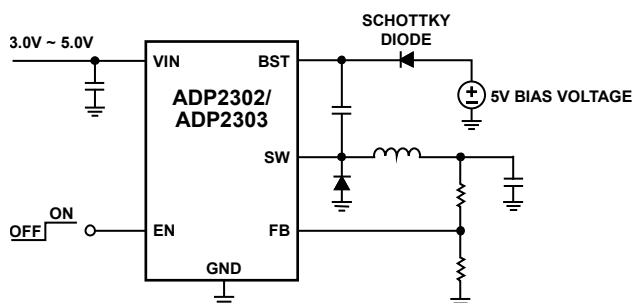 SCHOTTKY
DIODE
3.0V ~ 5.0V
VIN
BST
ADP2302/
ADP2303
5V BIAS VOLTAGE
SW
ON
OFF
EN
FB
GND